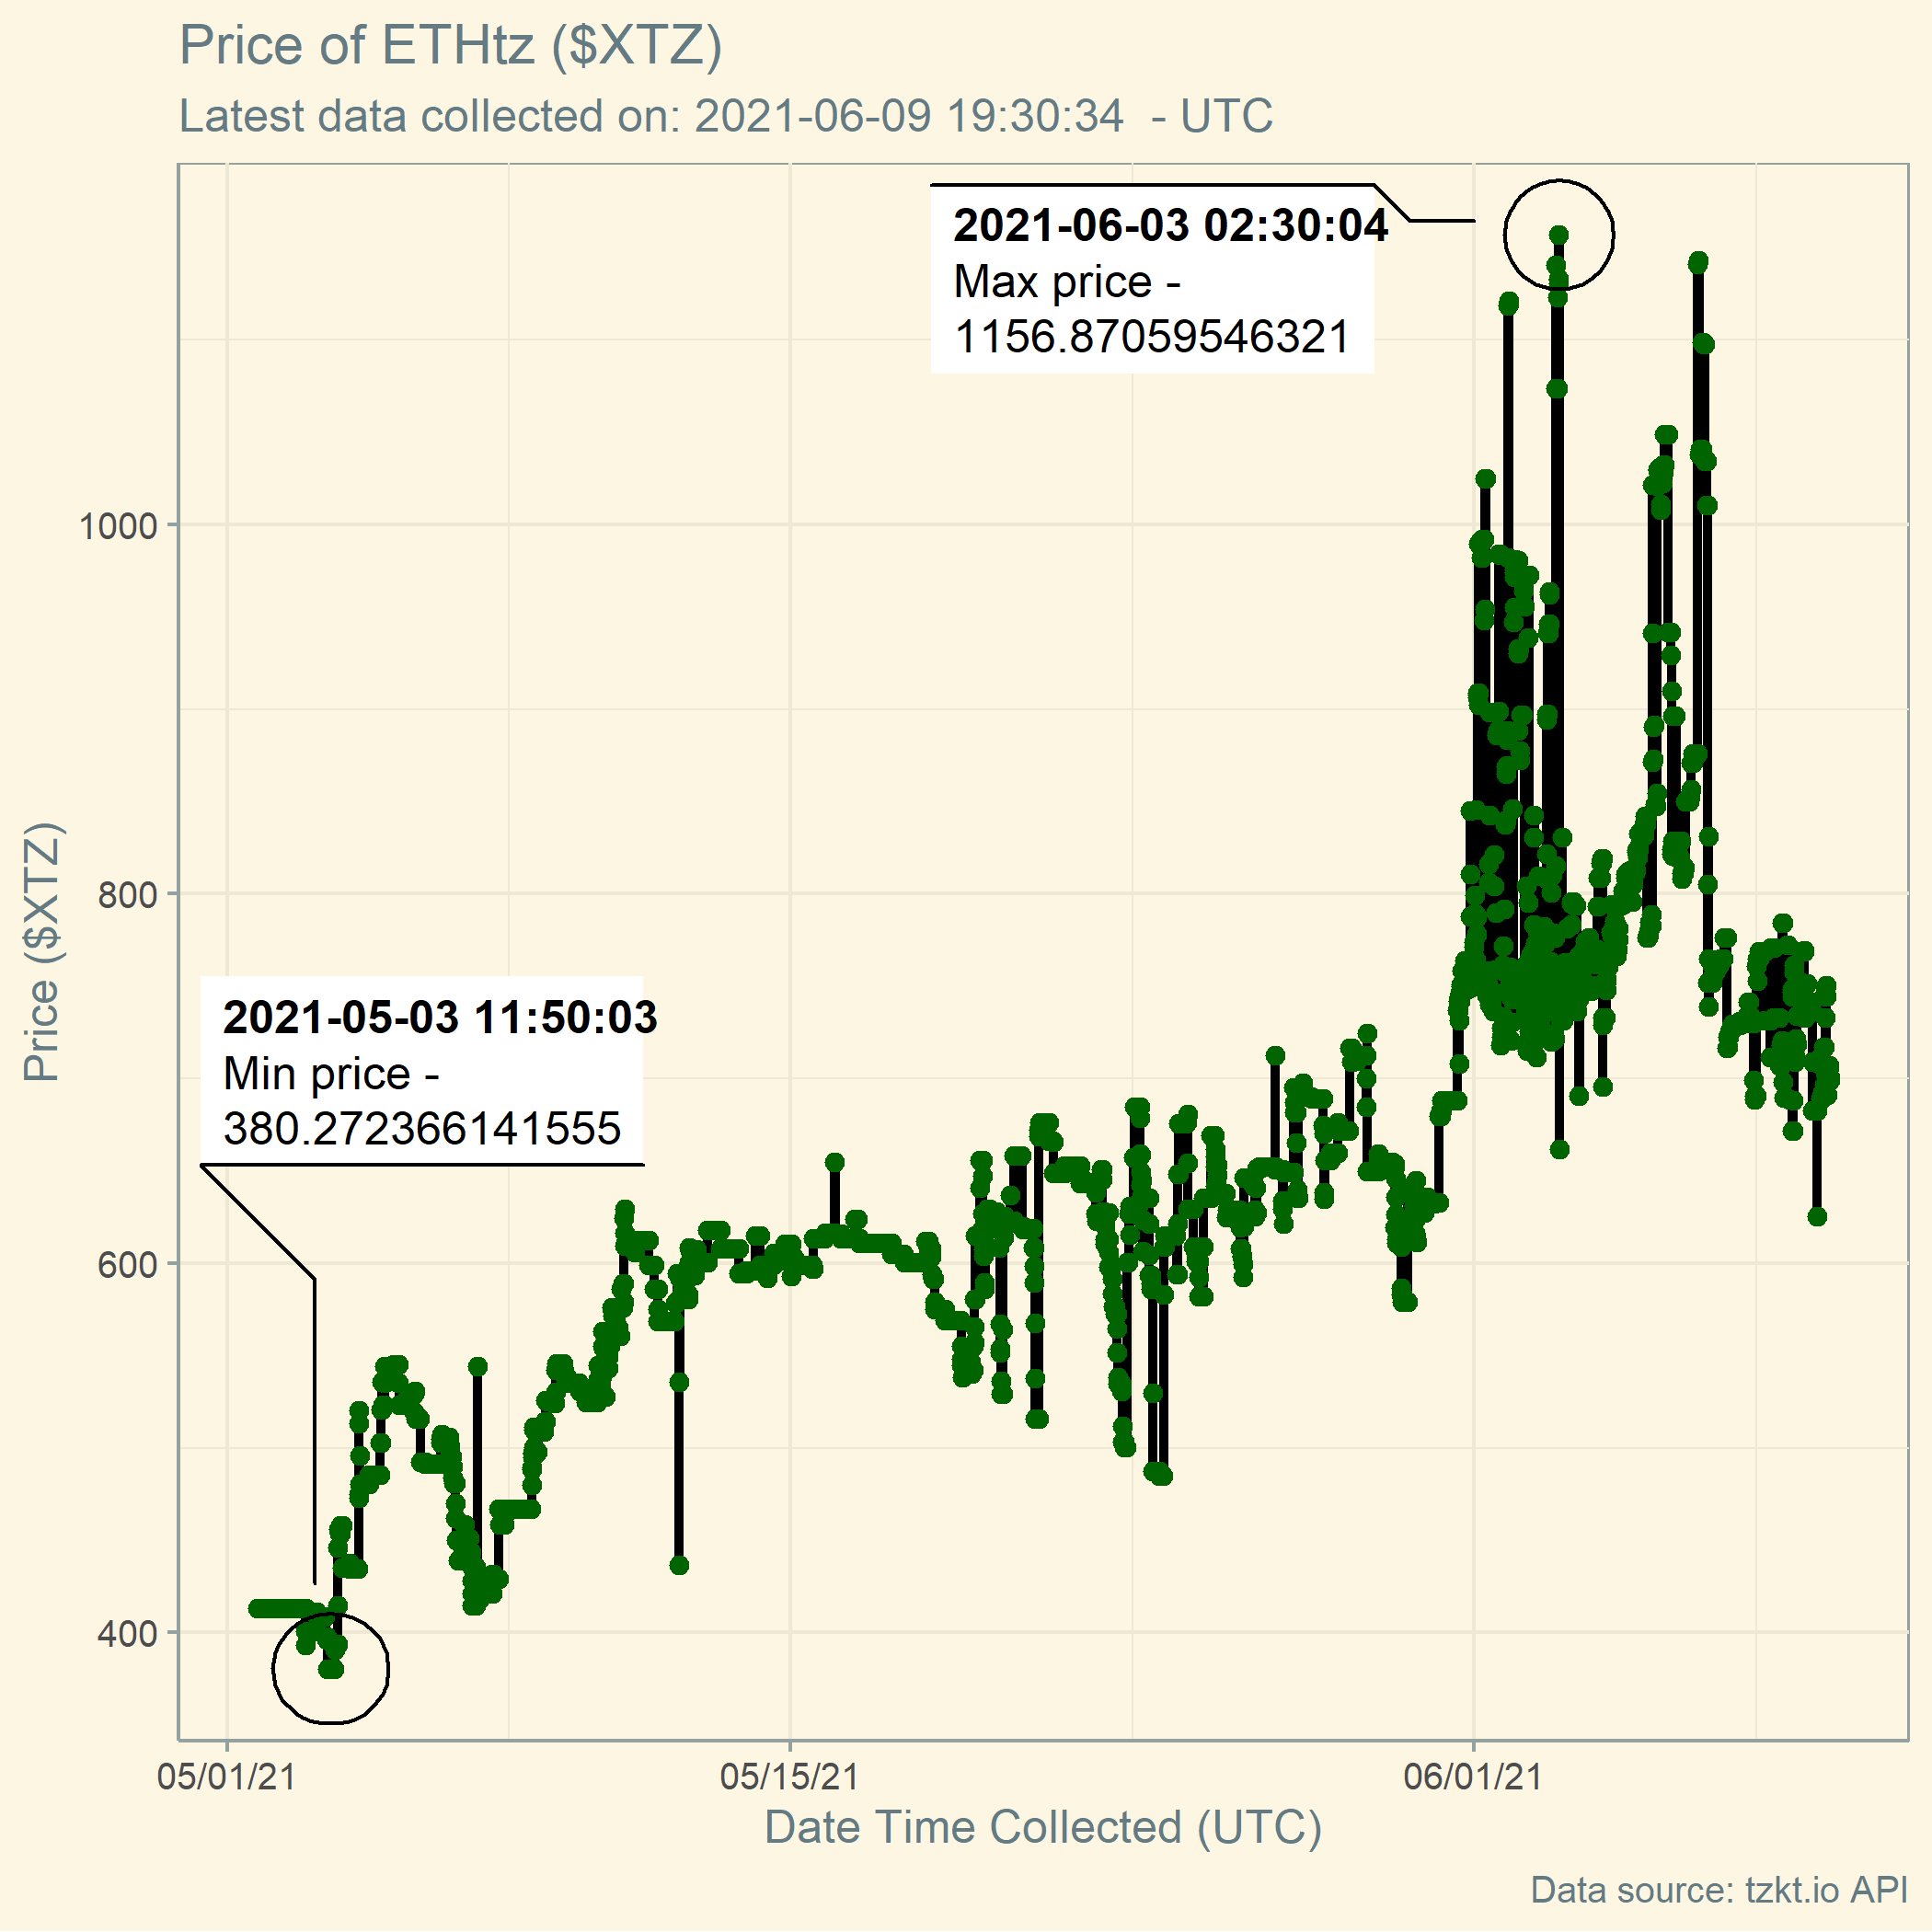 Price of ETHtz ($XTZ)
Latest data collected on: 2021-06-09 19:30:34  - UTC
2021-06-03 02:30:04
Max price -
1156.87059546321
1000
800
600
400
Price ($XTZ)
2021-05-03 11:50:03
Min price -
380.272366141555
05/01/21
05/15/21
06/01/21
Date Time Collected (UTC)
Data source: tzkt.io API